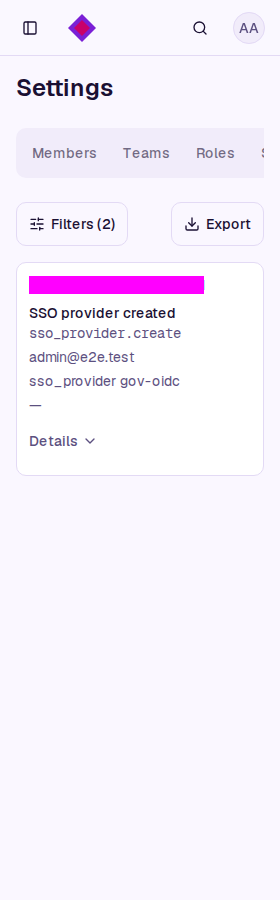 AA
Settings
Members Teams Roles
Filters (2) Export
SSO provider created
sso_provider.create
admin@e2e.test
sso_provider gov-oidc
—
Details